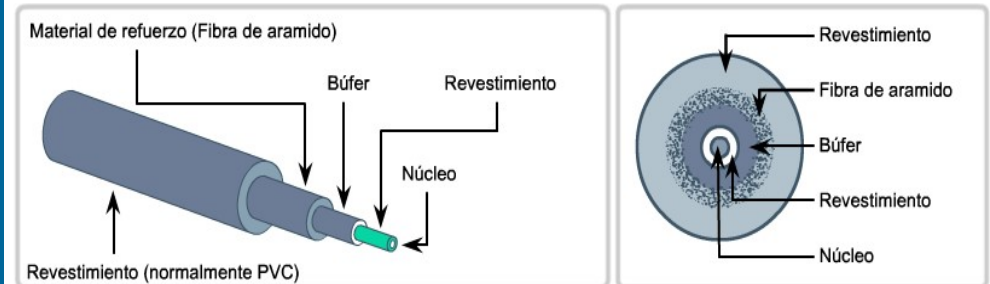 Material de refuerzo (Fibra de aramido)
Búfer
Revestimiento
Núcleo
Revestimiento (normalmente PVC)
Revestimiento
Fibra de aramido
Búfer
Revestimiento
Núcleo